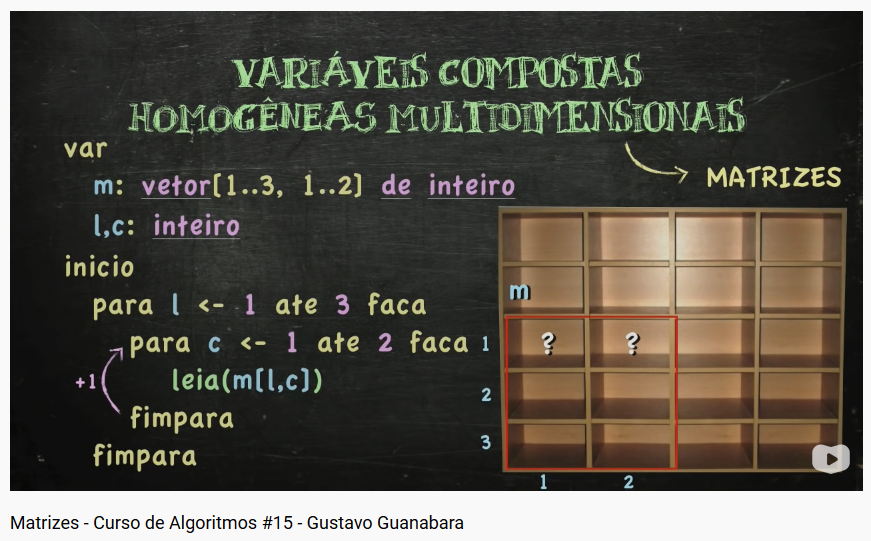 VARIÁVEIS COMPOSTAS
HOMOGÊNEAS MULTIDIMENSIONAIS
MATRIZES
var
m: vetor[1..3, 1..2] de inteiro
l,c: inteiro
inicio
para l <- 1 ate 3 faca
para c <- 1 ate 2 faca
+1
leia(m[l,c])
fimpara
fimpara
m
1 ? ?
2
3
1 2
Matrizes - Curso de Algoritmos #15 - Gustavo Guanabara